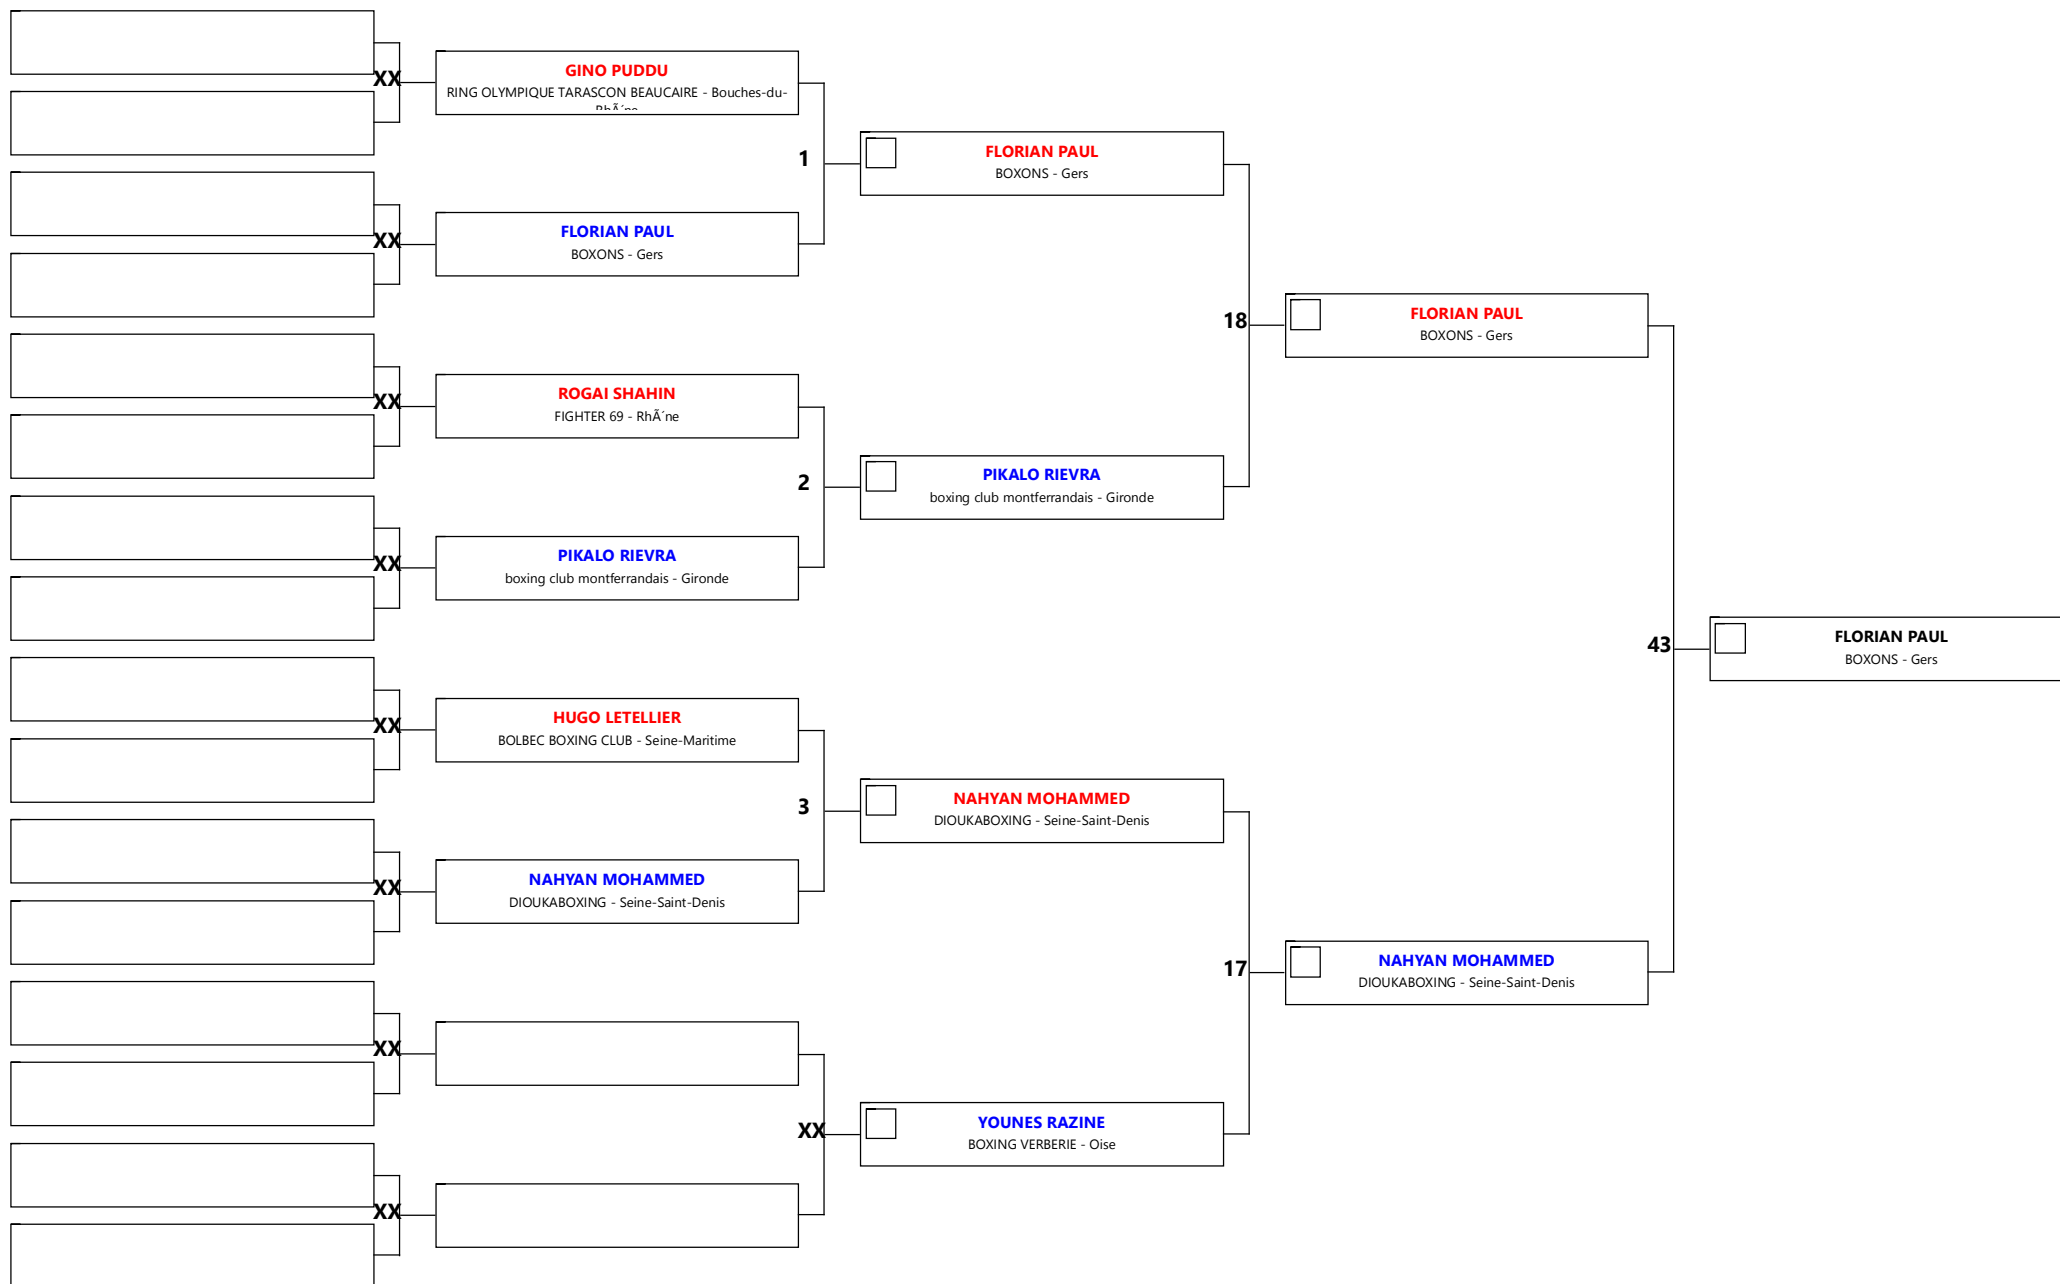 XX
GINO PUDDU
RING OLYMPIQUE TARASCON BEAUCAIRE - Bouches-du-
RhÃ´ne
1
FLORIAN PAUL
BOXONS - Gers
XX
FLORIAN PAUL
BOXONS - Gers
18
FLORIAN PAUL
BOXONS - Gers
XX
ROGAI SHAHIN
FIGHTER 69 - RhÃ´ne
2
PIKALO RIEVRA
boxing club montferrandais - Gironde
XX
PIKALO RIEVRA
boxing club montferrandais - Gironde
43
FLORIAN PAUL
BOXONS - Gers
XX
HUGO LETELLIER
BOLBEC BOXING CLUB - Seine-Maritime
3
NAHYAN MOHAMMED
DIOUKABOXING - Seine-Saint-Denis
XX
NAHYAN MOHAMMED
DIOUKABOXING - Seine-Saint-Denis
17
NAHYAN MOHAMMED
DIOUKABOXING - Seine-Saint-Denis
XX
XX
YOUNES RAZINE
BOXING VERBERIE - Oise
XX